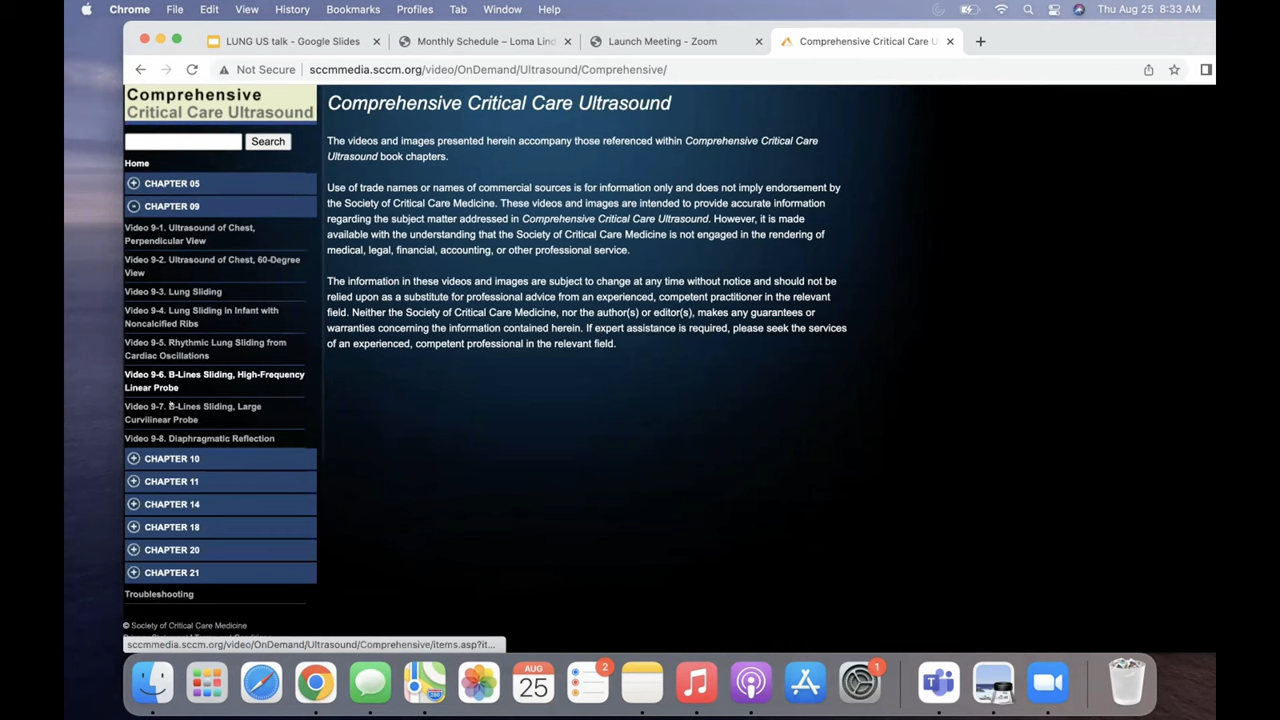 Chrome File Edit View History Bookmarks Profiles Tab Window Help Thu Aug 25 8:33 AM
LUNG US talk - Google Slides Monthly Schedule – Loma Lind Launch Meeting - Zoom Comprehensive Critical Care U
Not Secure sccmmedia.sccm.org/video/OnDemand/Ultrasound/Comprehensive/
Comprehensive
Critical Care Ultrasound
Search
Home
CHAPTER 05
CHAPTER 09
Video 9-1. Ultrasound of Chest,
Perpendicular View
Video 9-2. Ultrasound of Chest, 60-Degree
View
Video 9-3. Lung Sliding
Video 9-4. Lung Sliding in Infant with
Noncalcified Ribs
Video 9-5. Rhythmic Lung Sliding from
Cardiac Oscillations
Video 9-6. B-Lines Sliding, High-Frequency
Linear Probe
Video 9-7. B-Lines Sliding, Large
Curvilinear Probe
Video 9-8. Diaphragmatic Reflection
CHAPTER 10
CHAPTER 11
CHAPTER 14
CHAPTER 18
CHAPTER 20
CHAPTER 21
Troubleshooting
© Society of Critical Care Medicine
sccmmedia.sccm.org/video/OnDemand/Ultrasound/Comprehensive/items.asp?it...
Comprehensive Critical Care Ultrasound
The videos and images presented herein accompany those referenced within Comprehensive Critical Care
Ultrasound book chapters.
Use of trade names or names of commercial sources is for information only and does not imply endorsement by
the Society of Critical Care Medicine. These videos and images are intended to provide accurate information
regarding the subject matter addressed in Comprehensive Critical Care Ultrasound. However, it is made
available with the understanding that the Society of Critical Care Medicine is not engaged in the rendering of
medical, legal, financial, accounting, or other professional service.
The information in these videos and images are subject to change at any time without notice and should not be
relied upon as a substitute for professional advice from an experienced, competent practitioner in the relevant
field. Neither the Society of Critical Care Medicine, nor the author(s) or editor(s), makes any guarantees or
warranties concerning the information contained herein. If expert assistance is required, please seek the services
of an experienced, competent professional in the relevant field.
AUG
25
2
1